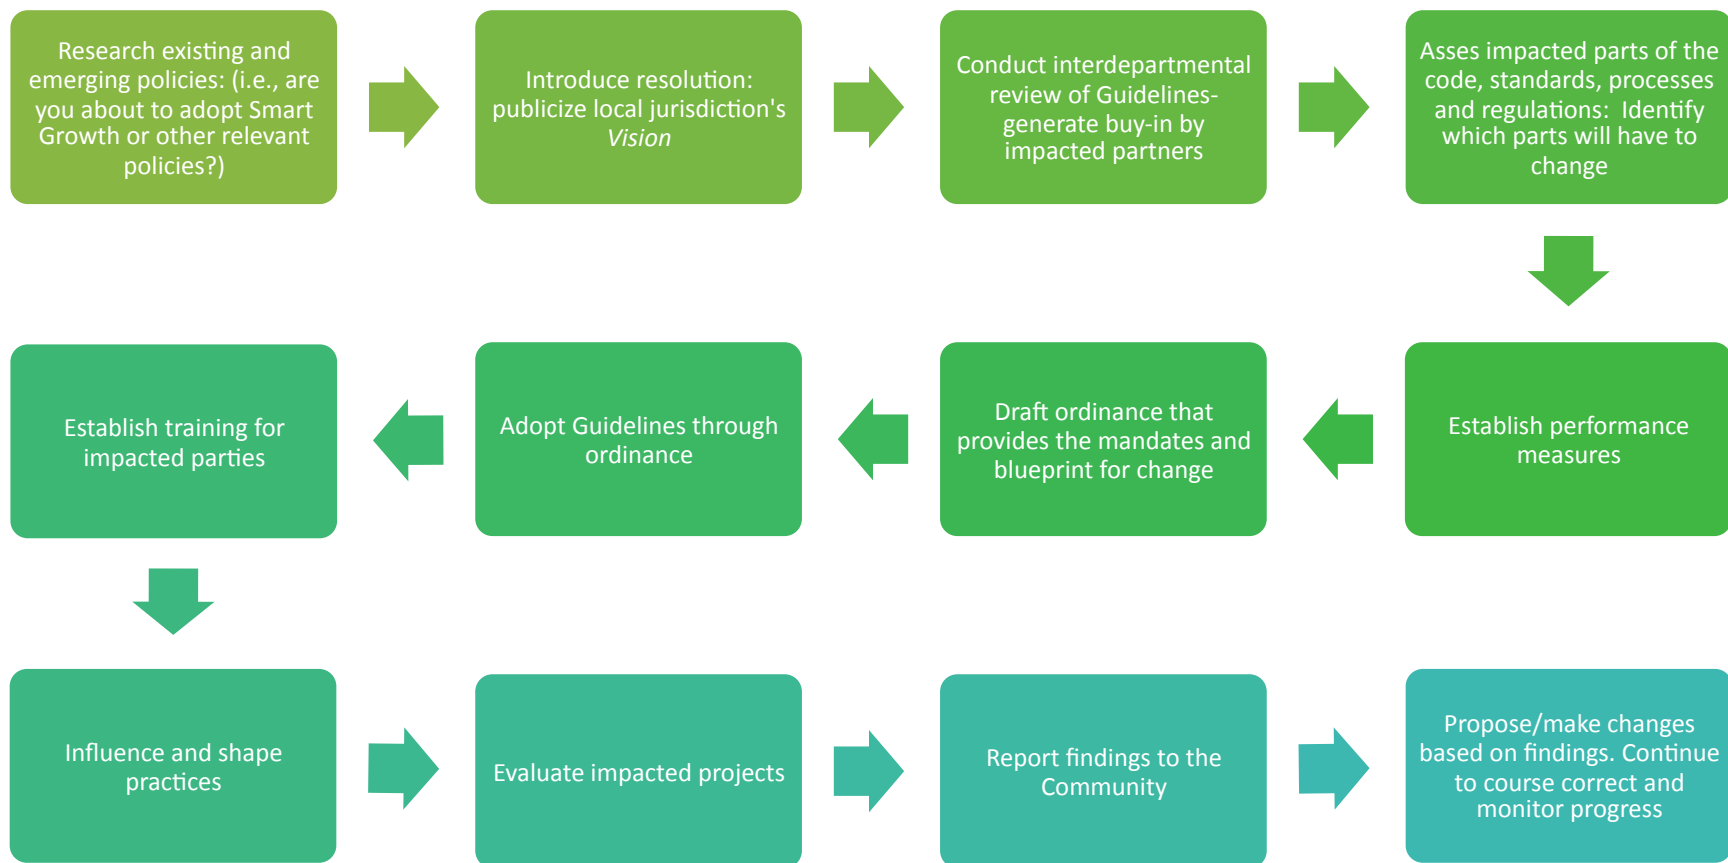 Research existing and
emerging policies: (i.e., are
you about to adopt Smart
Growth or other relevant
policies?)
Introduce resolution:
publicize local jurisdiction's
Vision
Conduct interdepartmental
review of Guidelines-
generate buy-in by
impacted partners
Asses impacted parts of the
code, standards, processes
and regulations: Identify
which parts will have to
change
Establish performance
measures
Draft ordinance that
provides the mandates and
blueprint for change
Adopt Guidelines through
ordinance
Establish training for
impacted parties
Influence and shape
practices
Evaluate impacted projects
Report findings to the
Community
Propose/make changes
based on findings. Continue
to course correct and
monitor progress